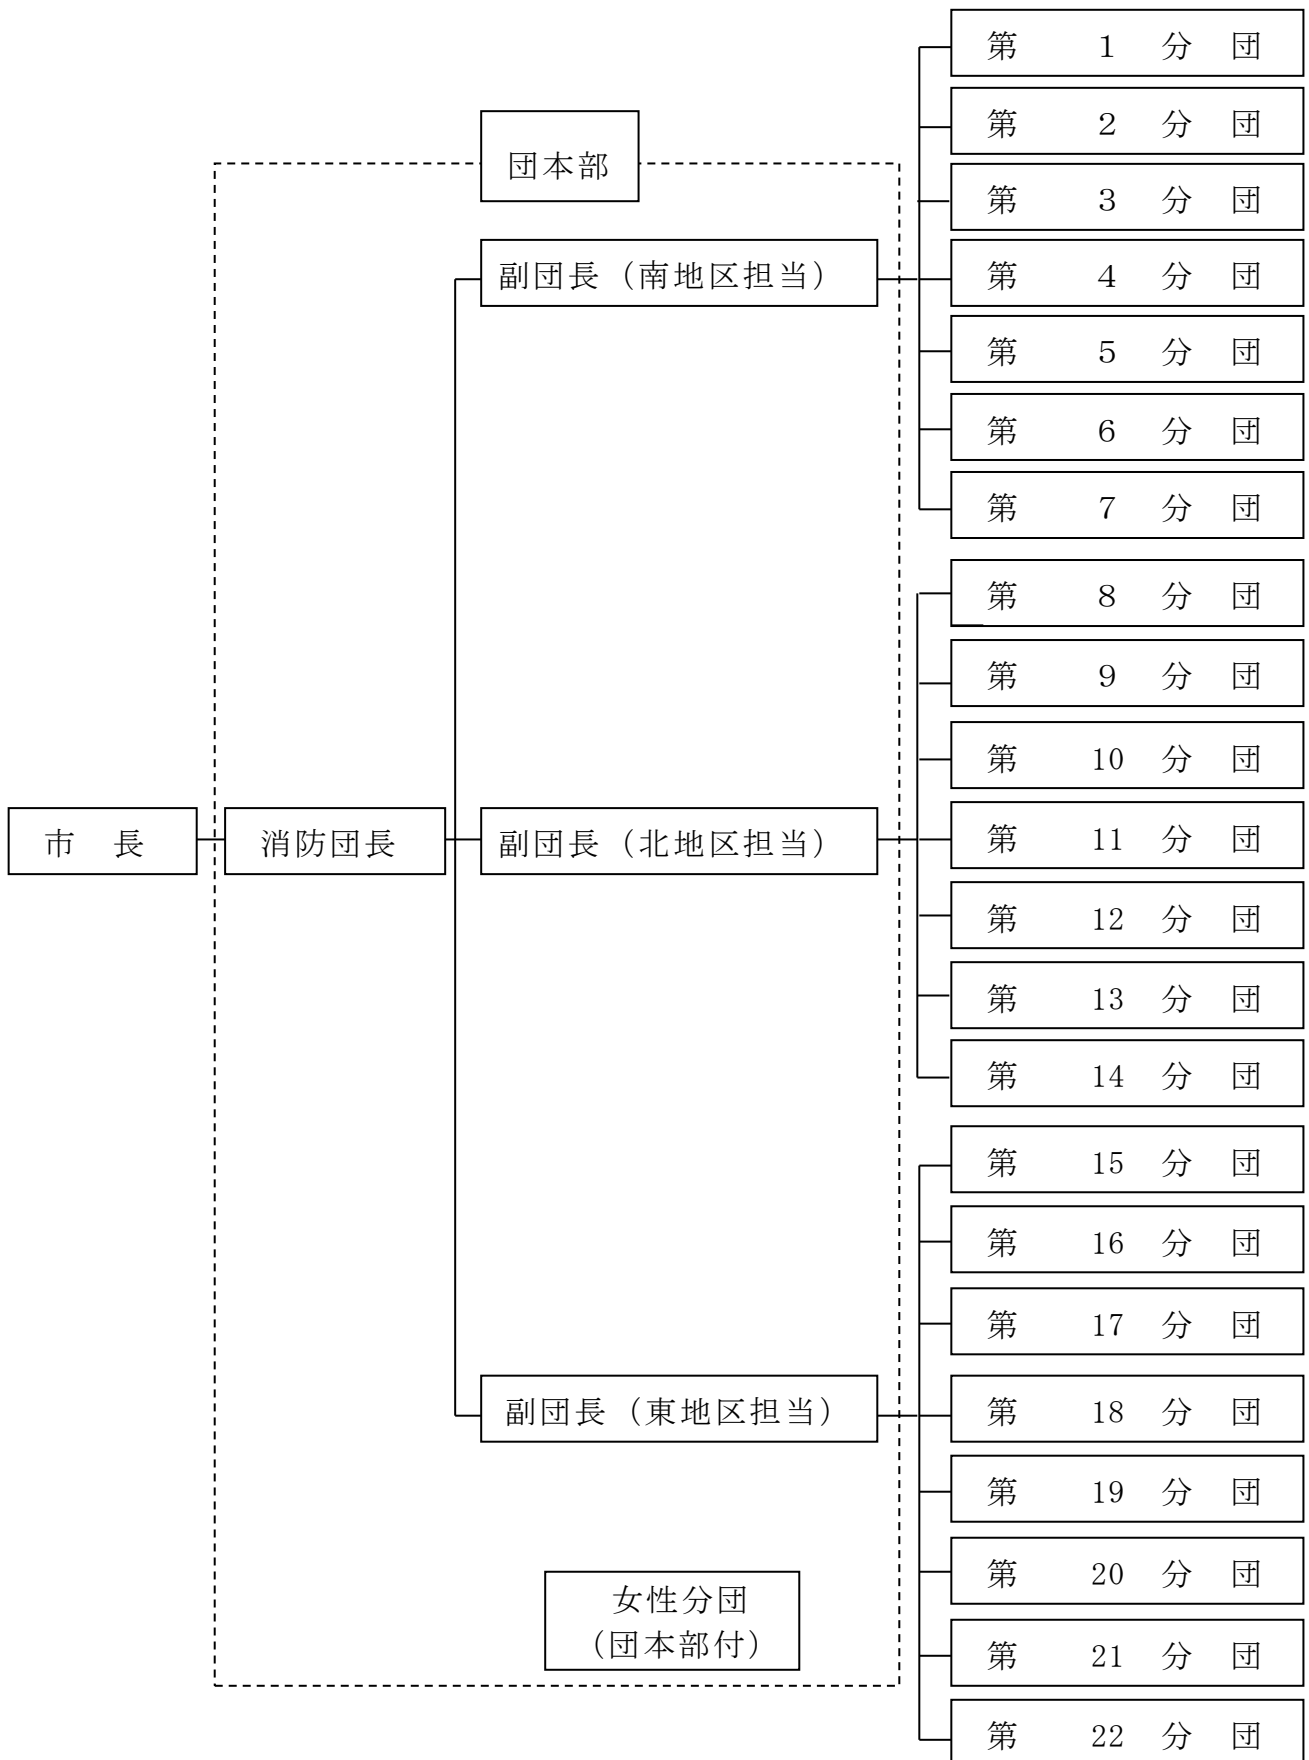 団本部
市　長
消防団長
副団長（南地区担当）
第　１　分　団
第　２　分　団
第　３　分　団
第　４　分　団
第　５　分　団
第　６　分　団
第　７　分　団
副団長（北地区担当）
第　８　分　団
第　９　分　団
第　10　分　団
第　11　分　団
第　12　分　団
第　13　分　団
第　14　分　団
副団長（東地区担当）
第　15　分　団
第　16　分　団
第　17　分　団
第　18　分　団
第　19　分　団
第　20　分　団
第　21　分　団
第　22　分　団
女性分団
（団本部付）